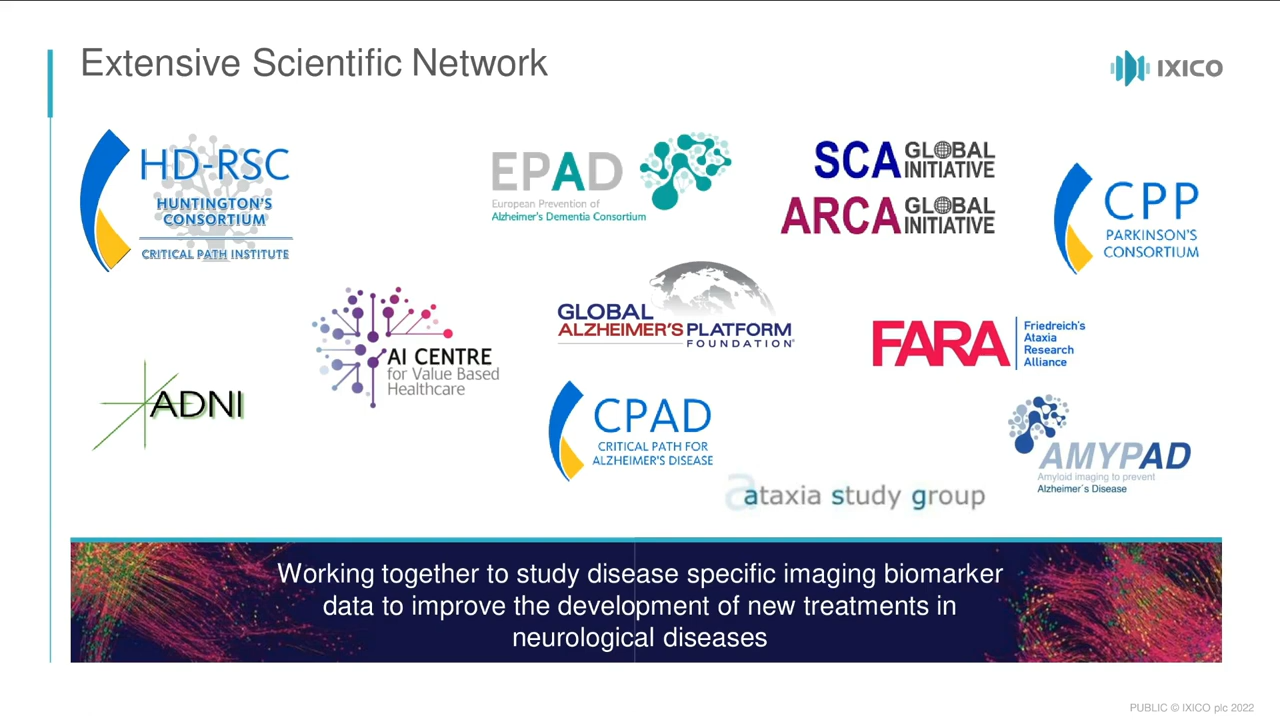 Extensive Scientific Network
IXICO
HD-RSC
HUNTINGTON'S
CONSORTIUM
CRITICAL PATH INSTITUTE
EPAD
European Prevention of
Alzheimer's Dementia Consortium
SCA GLOBAL
INITIATIVE
ARCA GLOBAL
INITIATIVE
CPP
PARKINSON'S
CONSORTIUM
AI CENTRE
for Value Based
Healthcare
GLOBAL
ALZHEIMER'S PLATFORM
FOUNDATION
FARA
Friedreich's
Ataxia
Research
Alliance
ADNI
CPAD
CRITICAL PATH FOR
ALZHEIMER'S DISEASE
ataxia study group
AMYPAD
Amyloid imaging to prevent
Alzheimer´s Disease
Working together to study disease specific imaging biomarker
data to improve the development of new treatments in
neurological diseases
PUBLIC © IXICO plc 2022